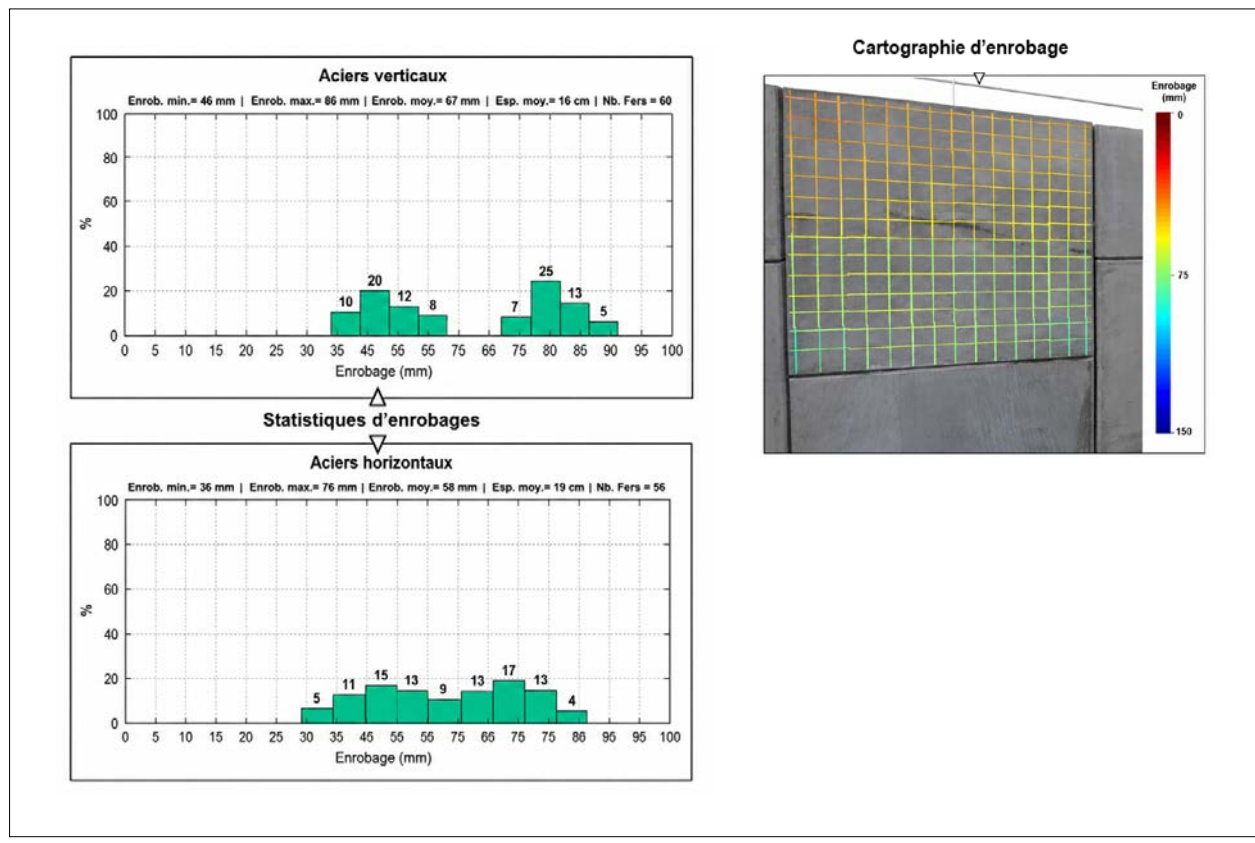 Cartographie d'enrobage
Aciers verticaux
Enrob. min.= 46 mm | Enrob. max.= 86 mm | Enrob. moy.= 67 mm | Esp. moy.= 16 cm | Nb. Fers = 60
100
80
60
40
20
0
%
10
20
12
8
7
25
13
5
0 5 10 15 20 25 30 35 45 55 55 75 65 75 80 85 90 95 100
Enrobage (mm)
Statistiques d'enrobages
Aciers horizontaux
Enrob. min.= 36 mm | Enrob. max.= 76 mm | Enrob. moy.= 58 mm | Esp. moy.= 19 cm | Nb. Fers = 56
100
80
60
40
20
0
%
5
11
15
13
9
13
17
13
4
0 5 5 10 15 20 30 35 45 55 55 75 65 75 75 86 95 95 100
Enrobage (mm)
Enrobage
(mm)
0
75
150